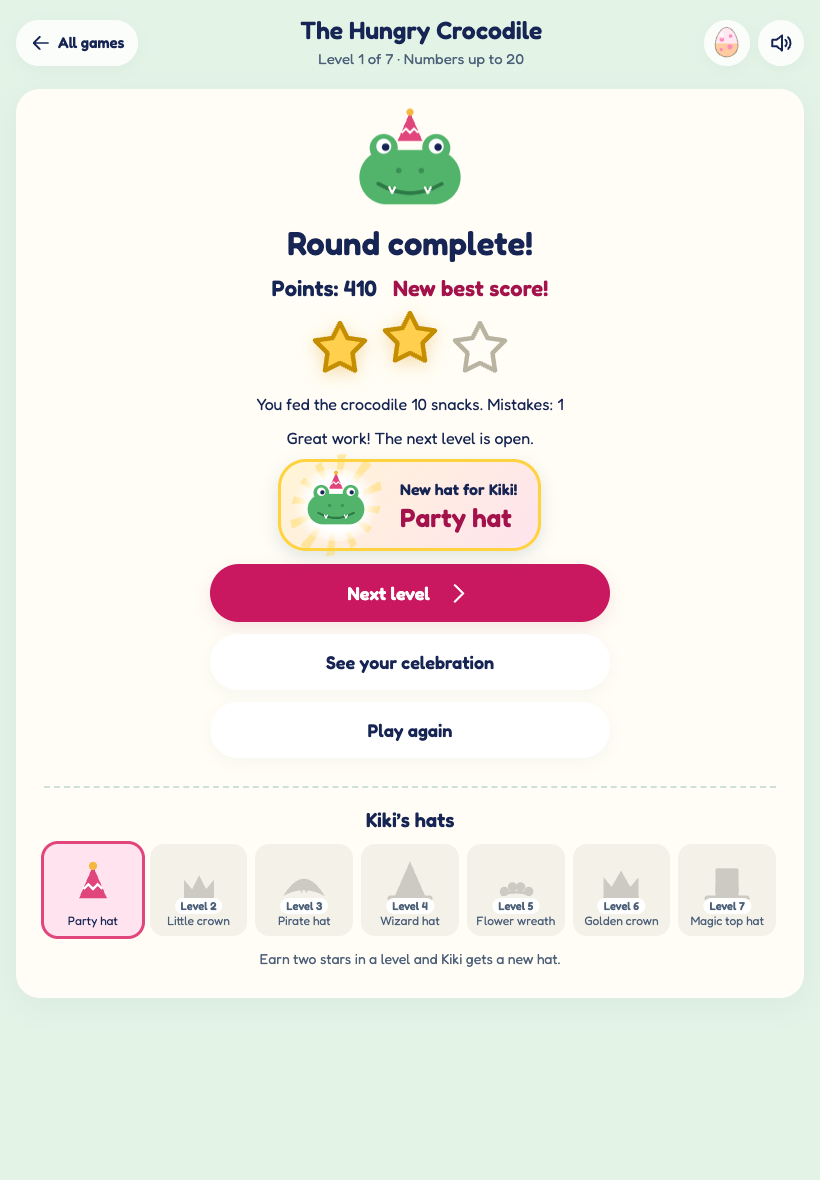 All games
The Hungry Crocodile
Level 1 of 7 · Numbers up to 20
Round complete!
Points: 410 New best score!
You fed the crocodile 10 snacks. Mistakes: 1
Great work! The next level is open.
New hat for Kiki!
Party hat
Next level
See your celebration
Play again
Kiki’s hats
Party hat
Level 2
Little crown
Level 3
Pirate hat
Level 4
Wizard hat
Level 5
Flower wreath
Level 6
Golden crown
Level 7
Magic top hat
Earn two stars in a level and Kiki gets a new hat.